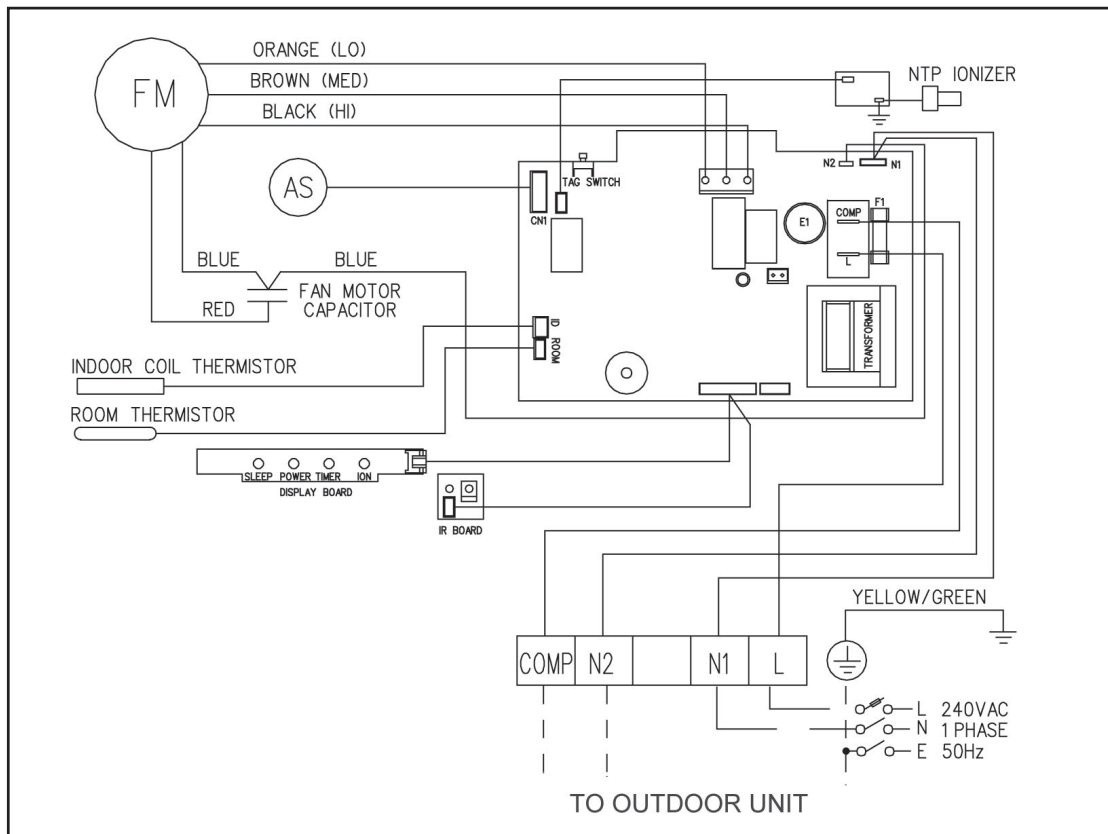 ORANGE (LO)
BROWN (MED)
BLACK (HI)
FM
NTP IONIZER
N2
N1
TAG SWITCH
AS
CN1
COMP
F1
E1
L
BLUE
BLUE
FAN MOTOR
CAPACITOR
RED
ID
ROOM
TRANSFORMER
INDOOR COIL THERMISTOR
ROOM THERMISTOR
SLEEP POWER TIMER ION
DISPLAY BOARD
IR BOARD
YELLOW/GREEN
COMP N2 N1 L
L 240VAC
N 1 PHASE
E 50Hz
TO OUTDOOR UNIT